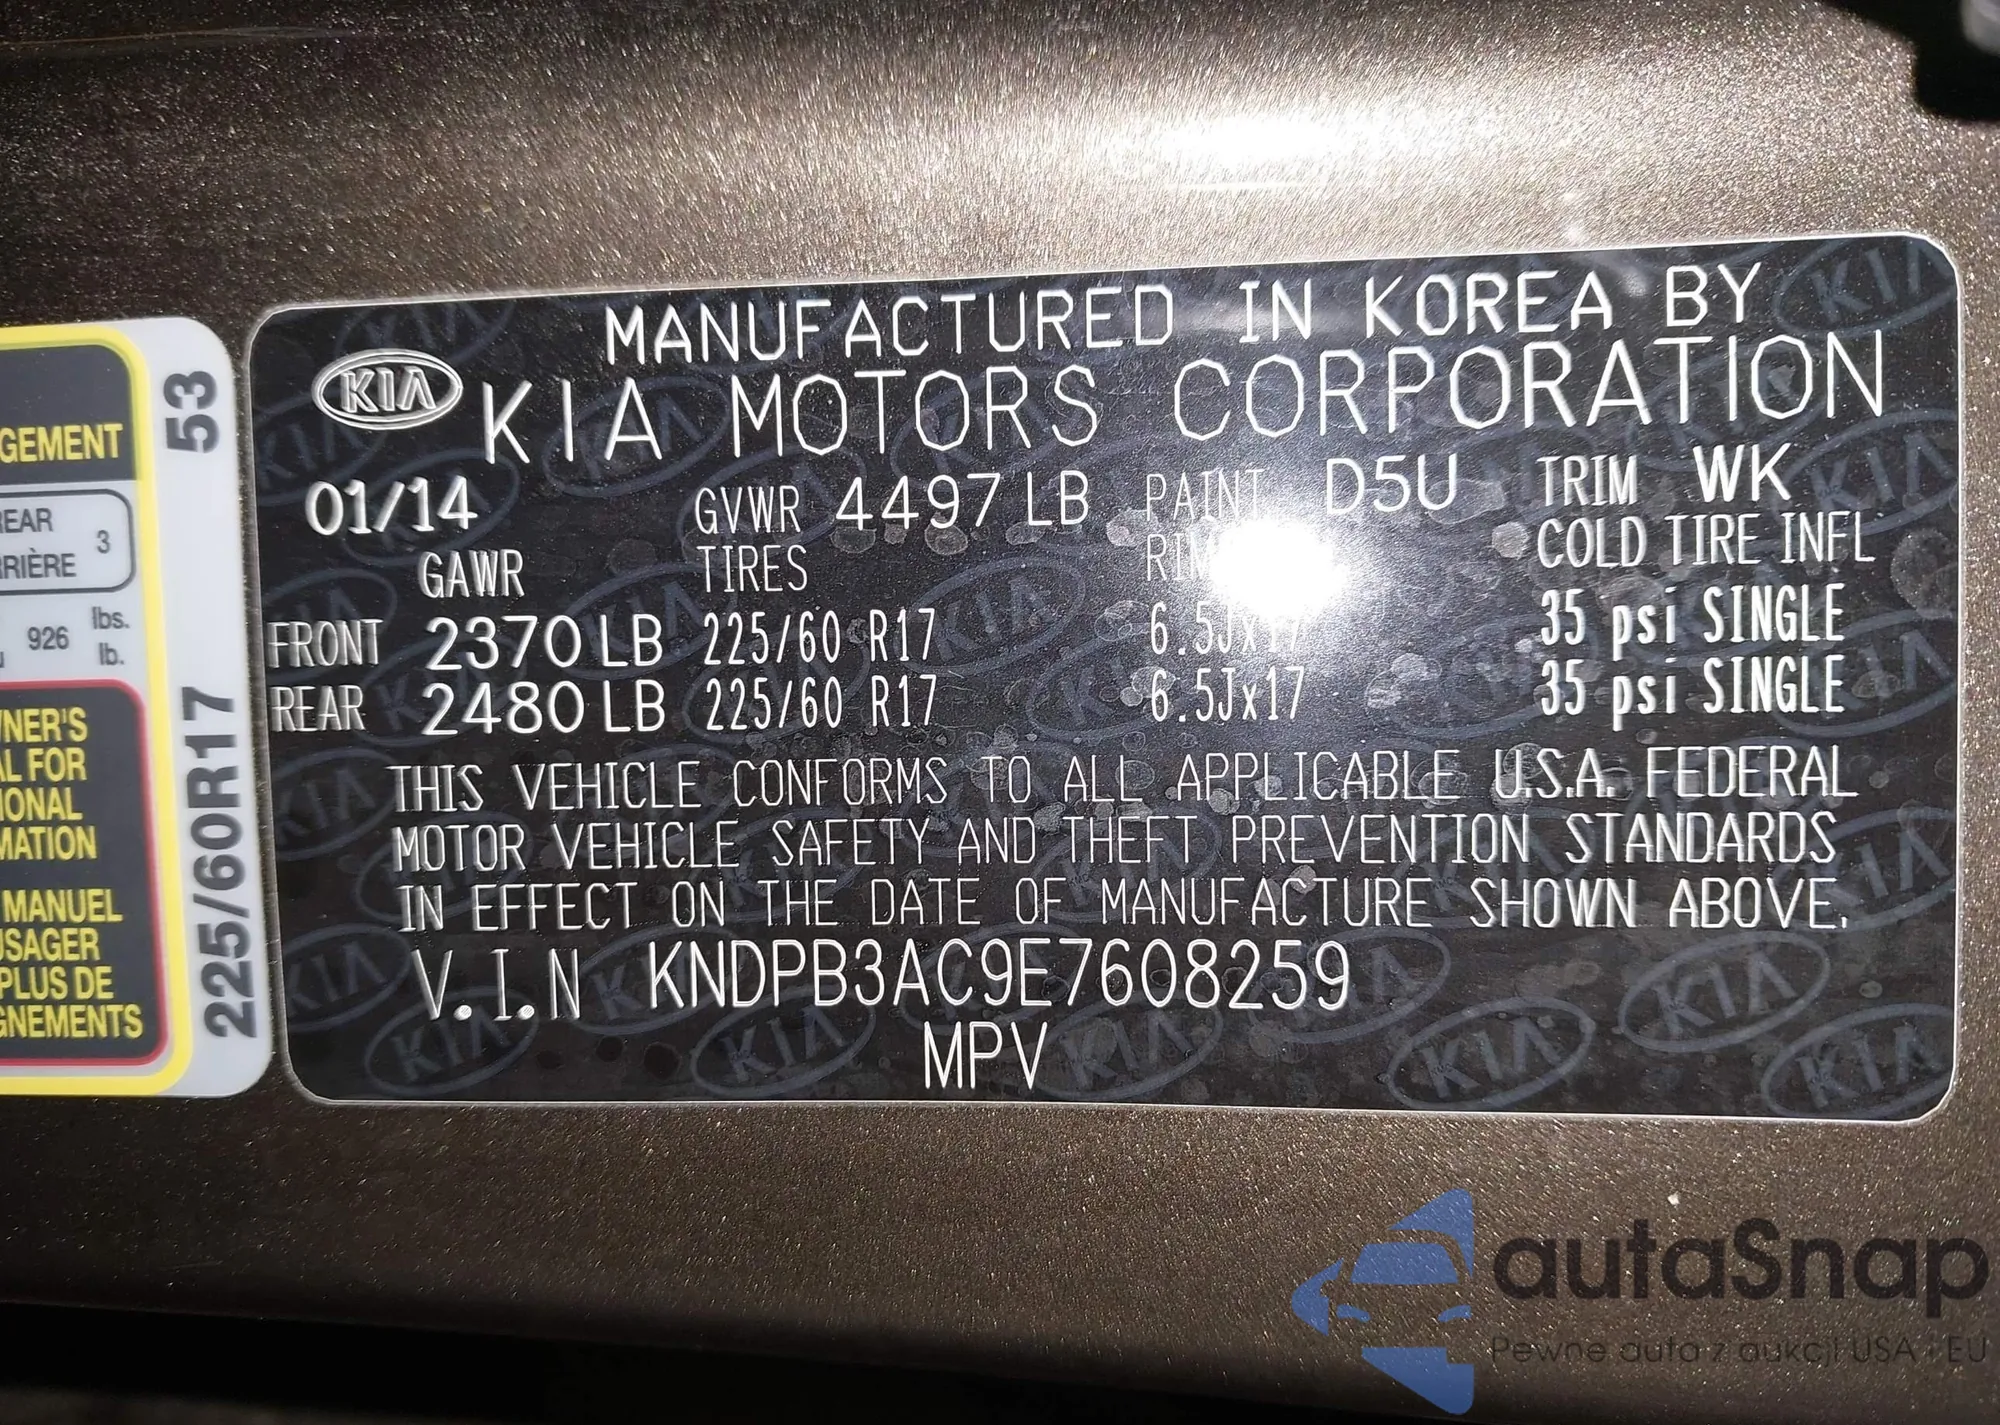 GEMENT
REAR
RRIÈRE 3
926 lbs.
lb.
WNER'S
AL FOR
IONAL
MATION
MANUEL
USAGER
PLUS DE
GNEMENTS
53
225/60R17
MANUFACTURED IN KOREA BY
KIA KIA MOTORS CORPORATION
01/14 GVWR 4497 LB PAINT D5U TRIM WK
GAWR TIRES COLD TIRE INFL
FRONT 2370 LB 225/60 R17 6.5Jx17 35 psi SINGLE
REAR 2480 LB 225/60 R17 6.5Jx17 35 psi SINGLE
THIS VEHICLE CONFORMS TO ALL APPLICABLE U.S.A. FEDERAL
MOTOR VEHICLE SAFETY AND THEFT PREVENTION STANDARDS
IN EFFECT ON THE DATE OF MANUFACTURE SHOWN ABOVE.
V.I.N KNDPB3AC9E7608259
MPV
autaSnap
Pewne auta z aukcji USA i EU